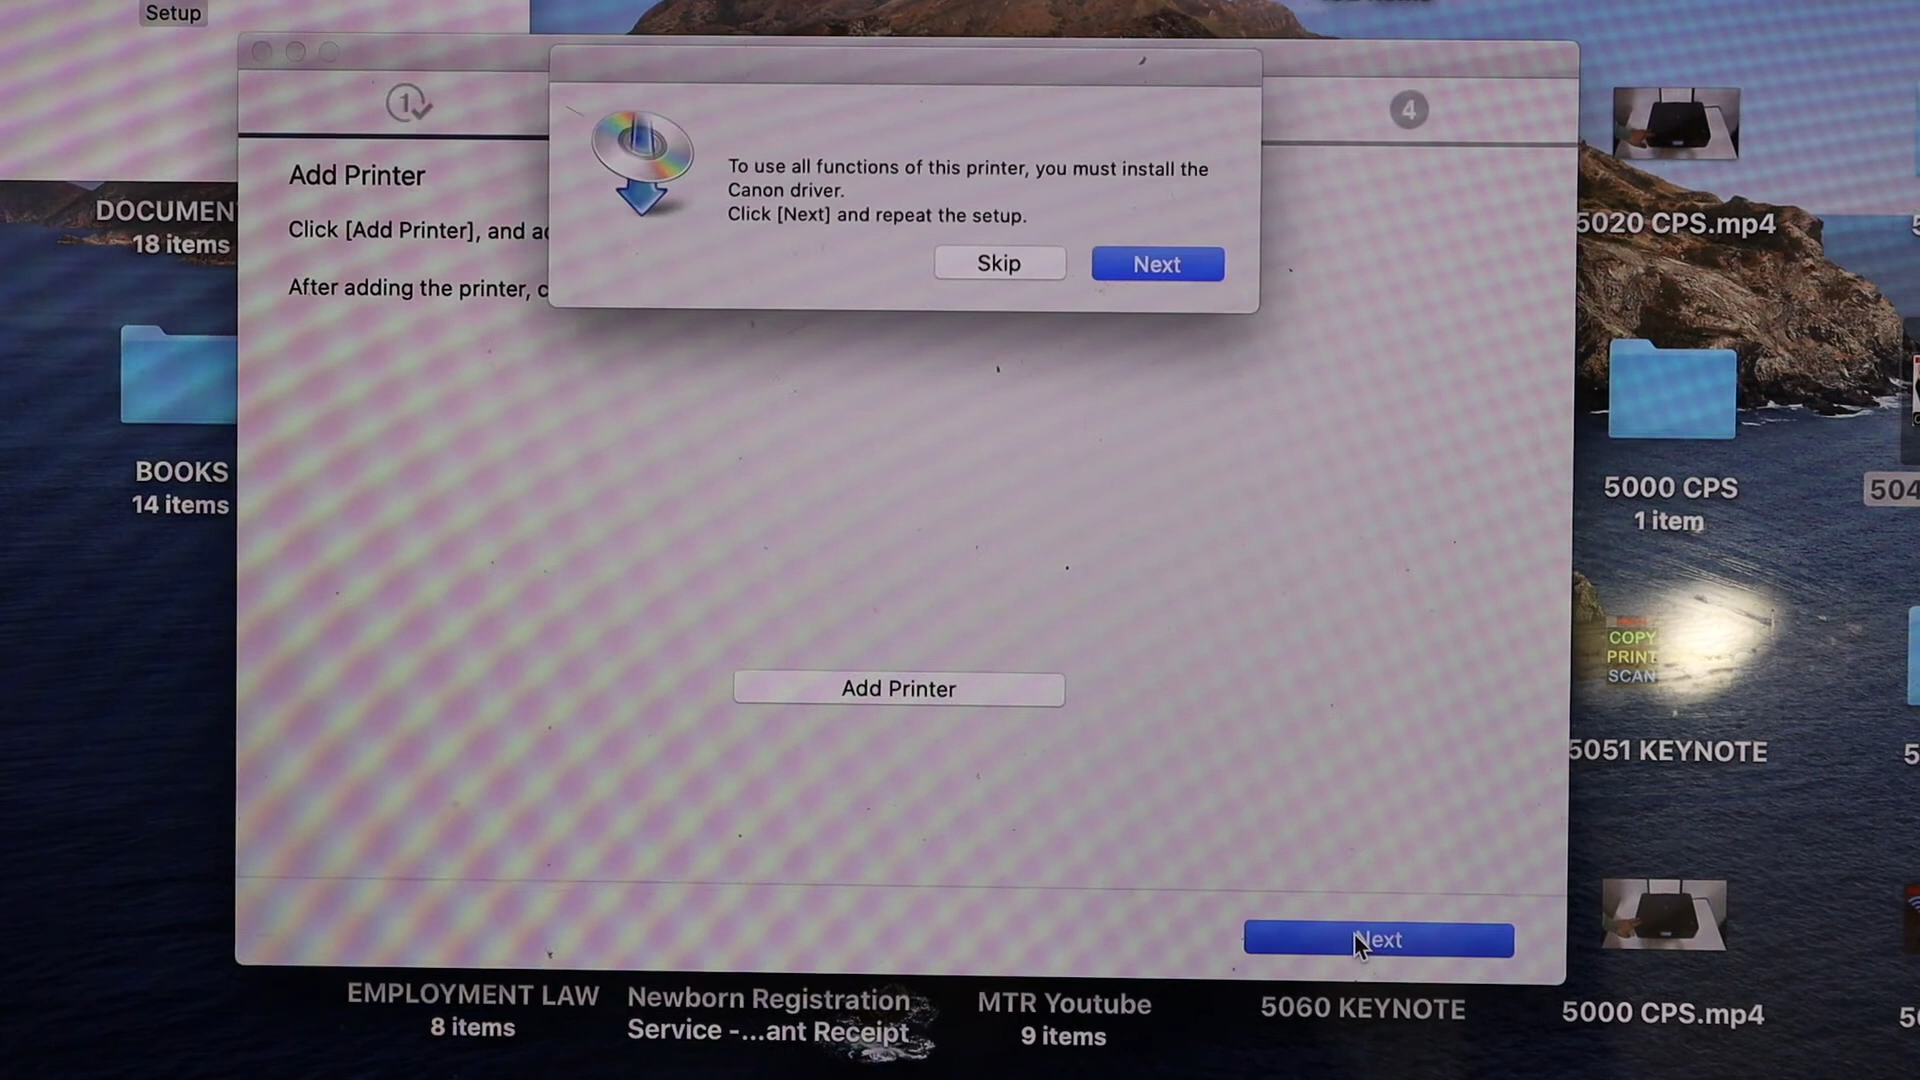 Setup
1
4
To use all functions of this printer, you must install the
Canon driver.
Click [Next] and repeat the setup.
Skip
Next
Add Printer
Click [Add Printer], and
After adding the printer,
Add Printer
Next
DOCUMEN
18 items
BOOKS
14 items
5020 CPS.mp4
5000 CPS
1 item
504
COPY
PRINT
SCAN
5051 KEYNOTE
EMPLOYMENT LAW
8 items
Newborn Registration
Service -...ant Receipt
MTR Youtube
9 items
5060 KEYNOTE
5000 CPS.mp4